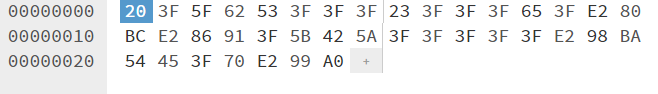 00000000 20 3F 5F 62 53 3F 3F 3F 23 3F 3F 3F 65 3F E2 80
00000010 BC E2 86 91 3F 5B 42 5A 3F 3F 3F 3F 3F E2 98 BA
00000020 54 45 3F 70 E2 99 A0 +